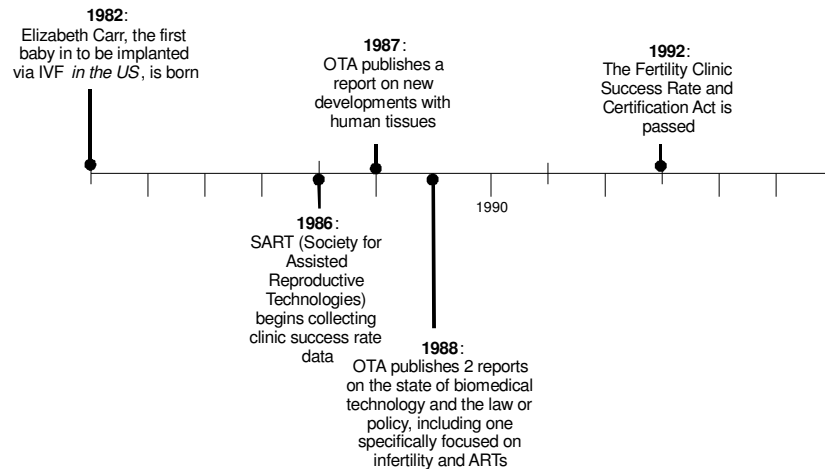 1982:
Elizabeth Carr, the first
baby in to be implanted
via IVF in the US, is born
1987:
OTA publishes a
report on new
developments with
human tissues
1992:
The Fertility Clinic
Success Rate and
Certification Act is
passed
1990
1986:
SART (Society for
Assisted
Reproductive
Technologies)
begins collecting
clinic success rate
data
1988:
OTA publishes 2 reports
on the state of biomedical
technology and the law or
policy, including one
specifically focused on
infertility and ARTs